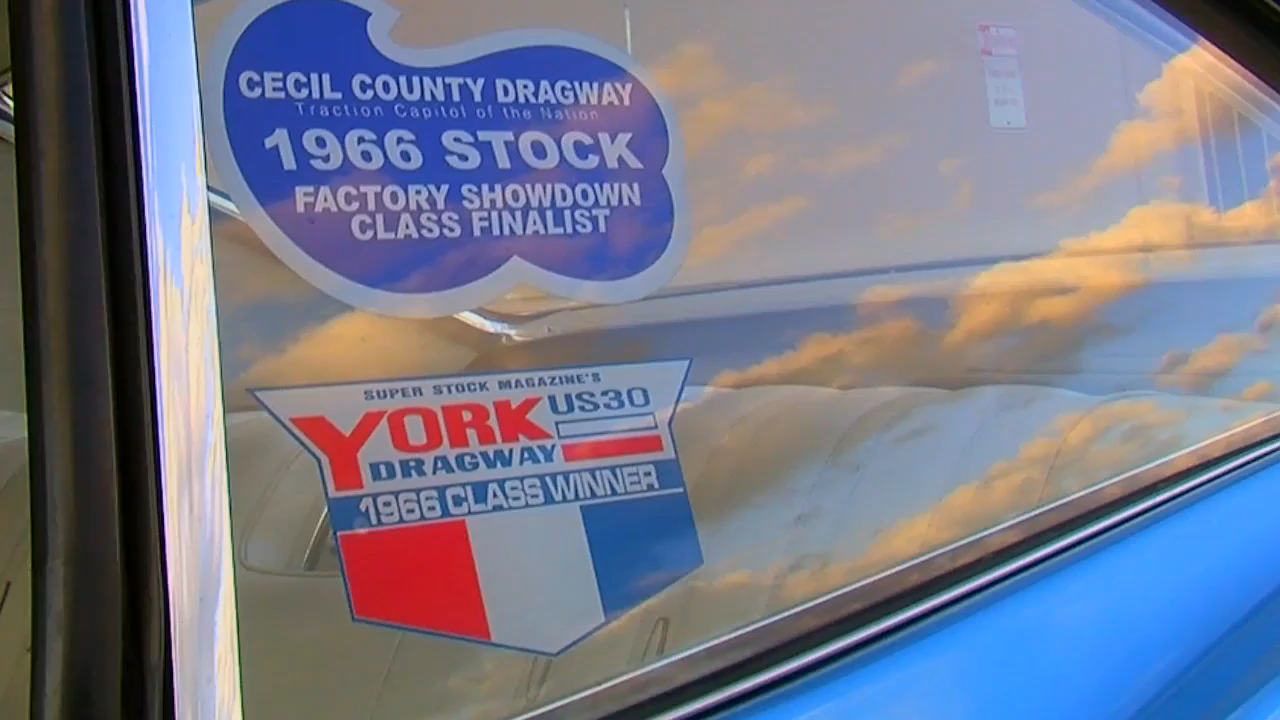 CECIL COUNTY DRAGWAY
Traction Capitol of the Nation
1966 STOCK
FACTORY SHOWDOWN
CLASS FINALIST
SUPER STOCK MAGAZINE'S
YORK US30
DRAGWAY
1966 CLASS WINNER